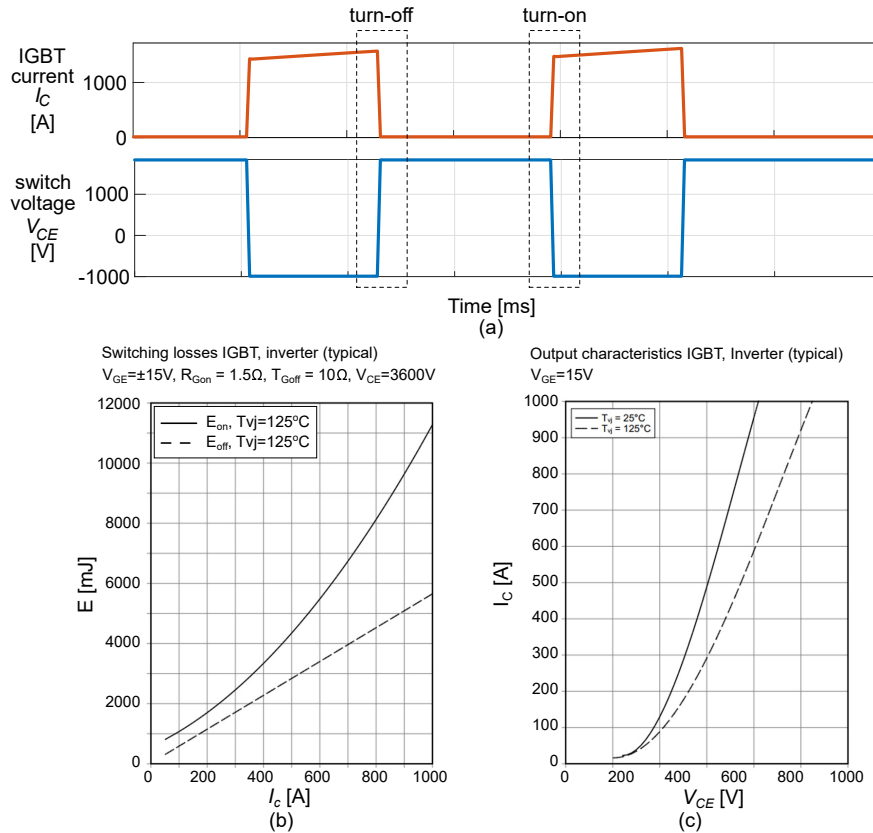 turn-off turn-on
IGBT
current
I_C
[A]
1000
0
switch
voltage
V_CE
[V]
1000
0
-1000
Time [ms]
(a)
Switching losses IGBT, inverter (typical)
V_GE=±15V, R_Gon = 1.5Ω, T_Goff = 10Ω, V_CE=3600V
12000
10000
8000
6000
4000
2000
0
E [mJ]
E_on, Tvj=125°C
E_off, Tvj=125°C
0 200 400 600 800 1000
I_c [A]
(b)
Output characteristics IGBT, Inverter (typical)
V_GE=15V
1000
900
800
700
600
500
400
300
200
100
0
I_C [A]
T_vj = 25°C
T_vj = 125°C
0 200 400 600 800 1000
V_CE [V]
(c)